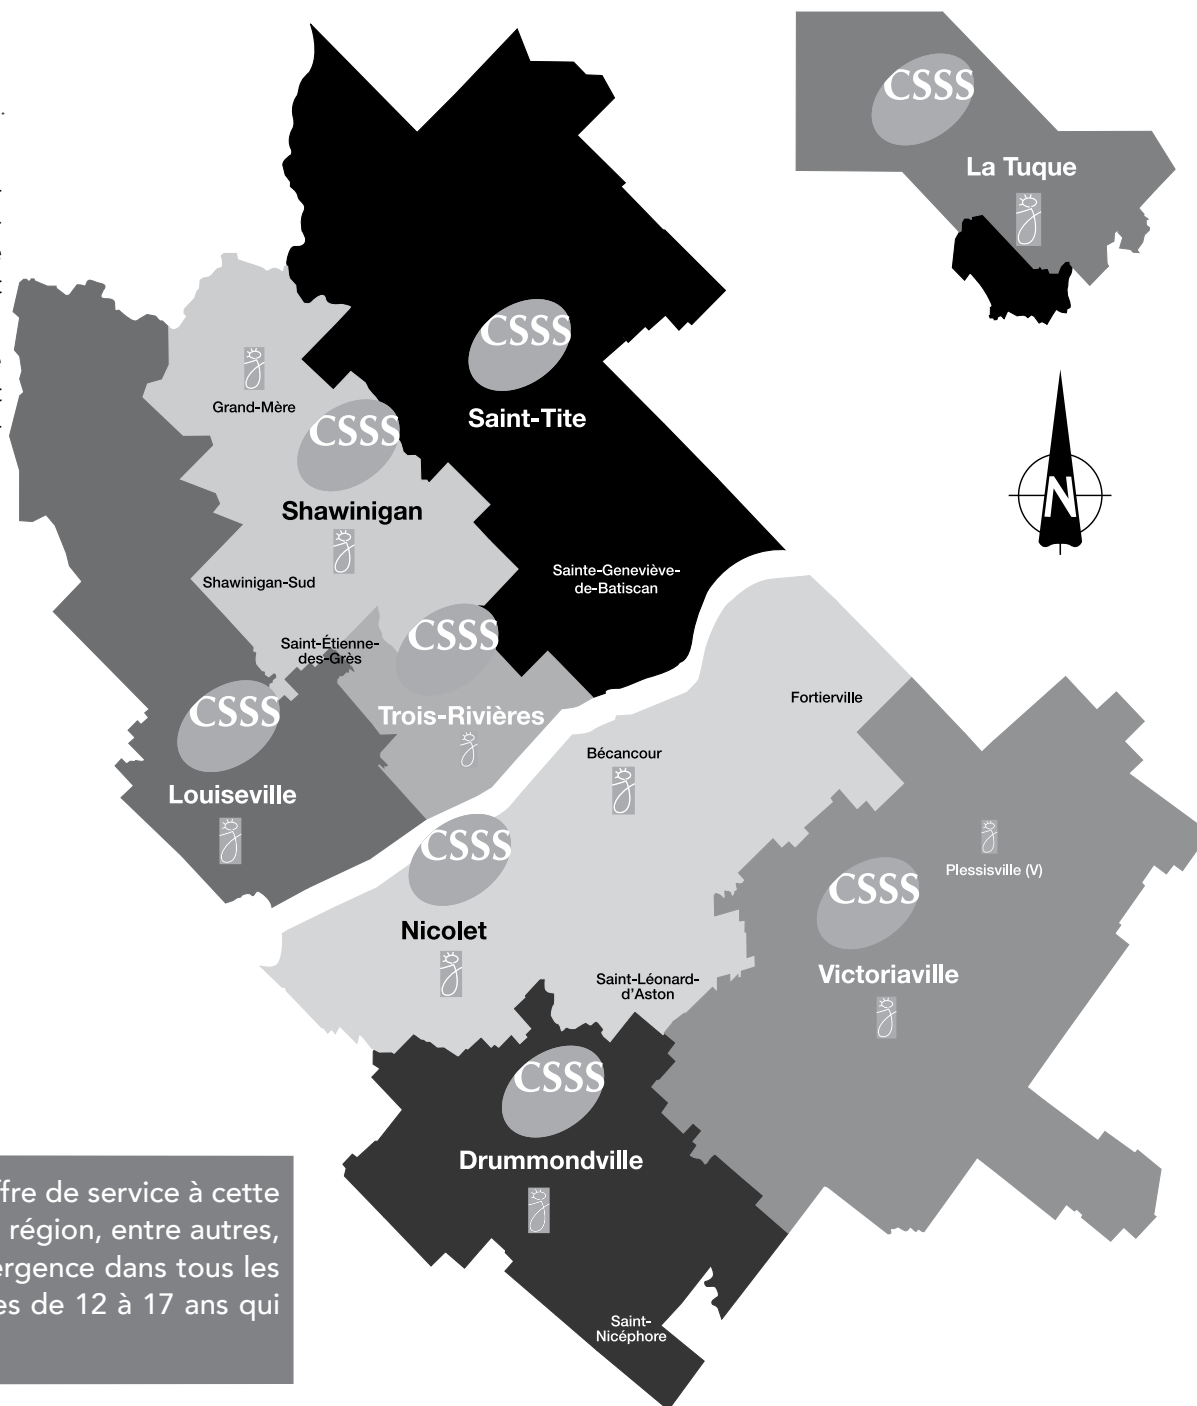 CSSS
La Tuque
CSSS
Saint-Tite
Grand-Mère
CSSS
Shawinigan
N
Shawinigan-Sud
Sainte-Geneviève-
de-Batiscan
Saint-Étienne-
des-Grès
CSSS
Trois-Rivières
CSSS
Louiseville
Fortierville
Bécancour
CSSS
Nicolet
Plessisville (V)
CSSS
Victoriaville
Saint-Léonard-
d'Aston
CSSS
Drummondville
Saint-
Nicéphore
ffre de service à cette
région, entre autres,
ergence dans tous les
es de 12 à 17 ans qui